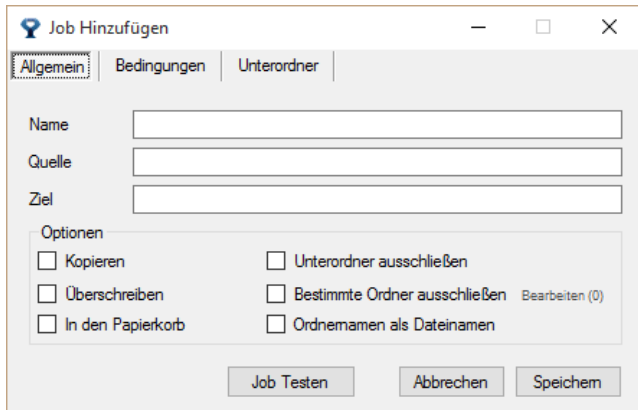 Job Hinzufügen
Allgemein Bedingungen Unterordner
Name
Quelle
Ziel
Optionen
Kopieren Unterordner ausschließen
Überschreiben Bestimmte Ordner ausschließen Bearbeiten (0)
In den Papierkorb Ordnernamen als Dateinamen
Job Testen Abbrechen Speichern